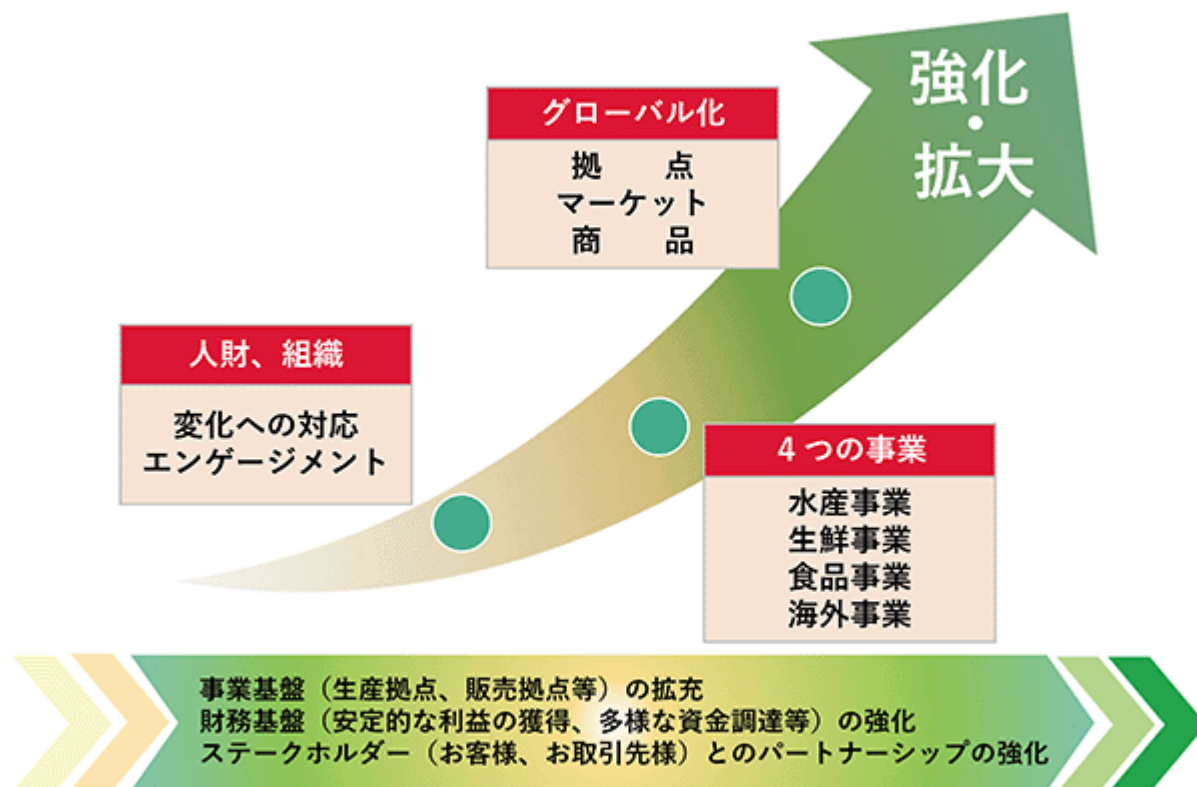 強化
・
拡大
グローバル化
拠　　点
マーケット
商　　品
人財、組織
変化への対応
エンゲージメント
4つの事業
水産事業
生鮮事業
食品事業
海外事業
事業基盤（生産拠点、販売拠点等）の拡充
財務基盤（安定的な利益の獲得、多様な資金調達等）の強化
ステークホルダー（お客様、お取引先様）とのパートナーシップの強化